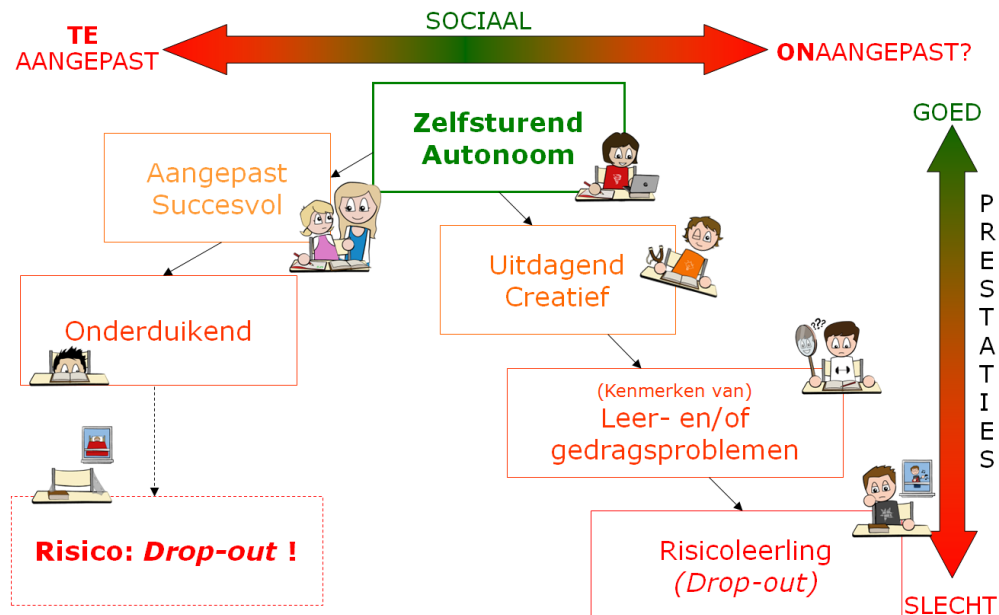 SOCIAAL
TE
AANGEPAST
ONAANGEPAST?
GOED
Zelfsturend
Autonoom
Aangepast
Succesvol
Uitdagend
Creatief
Onderduikend
???
(Kenmerken van)
Leer- en/of
gedragsproblemen
Risico: Drop-out !
Risicoleerling
(Drop-out)
PRESTATIES
SLECHT